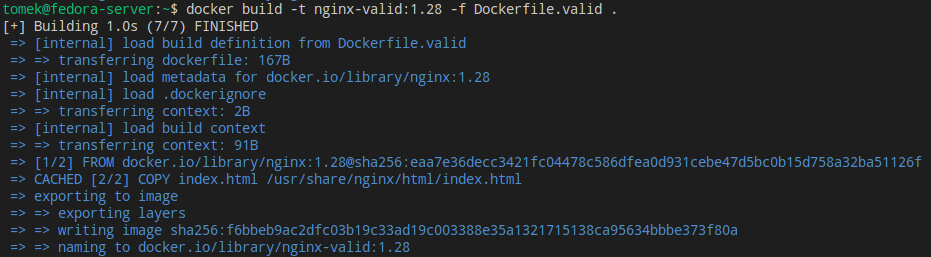 tomek@fedora-server:~$ docker build -t nginx-valid:1.28 -f Dockerfile.valid .
[+] Building 1.0s (7/7) FINISHED
=> [internal] load build definition from Dockerfile.valid
=> => transferring dockerfile: 167B
=> [internal] load metadata for docker.io/library/nginx:1.28
=> [internal] load .dockerignore
=> => transferring context: 2B
=> [internal] load build context
=> => transferring context: 91B
=> [1/2] FROM docker.io/library/nginx:1.28@sha256:eaa7e36decc3421fc04478c586dfea0d931cebe47d5bc0b15d758a32ba51126f
=> CACHED [2/2] COPY index.html /usr/share/nginx/html/index.html
=> exporting to image
=> => exporting layers
=> => writing image sha256:f6bbeb9ac2dfc03b19c33ad19c003388e35a1321715138ca95634bbbe373f80a
=> => naming to docker.io/library/nginx-valid:1.28